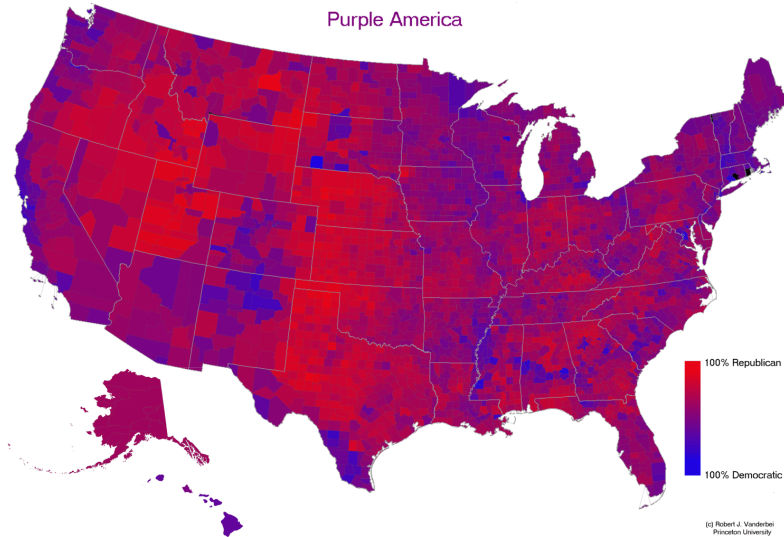 Purple America
100% Republican
100% Democratic
(c) Robert J. Vanderbei
Princeton University